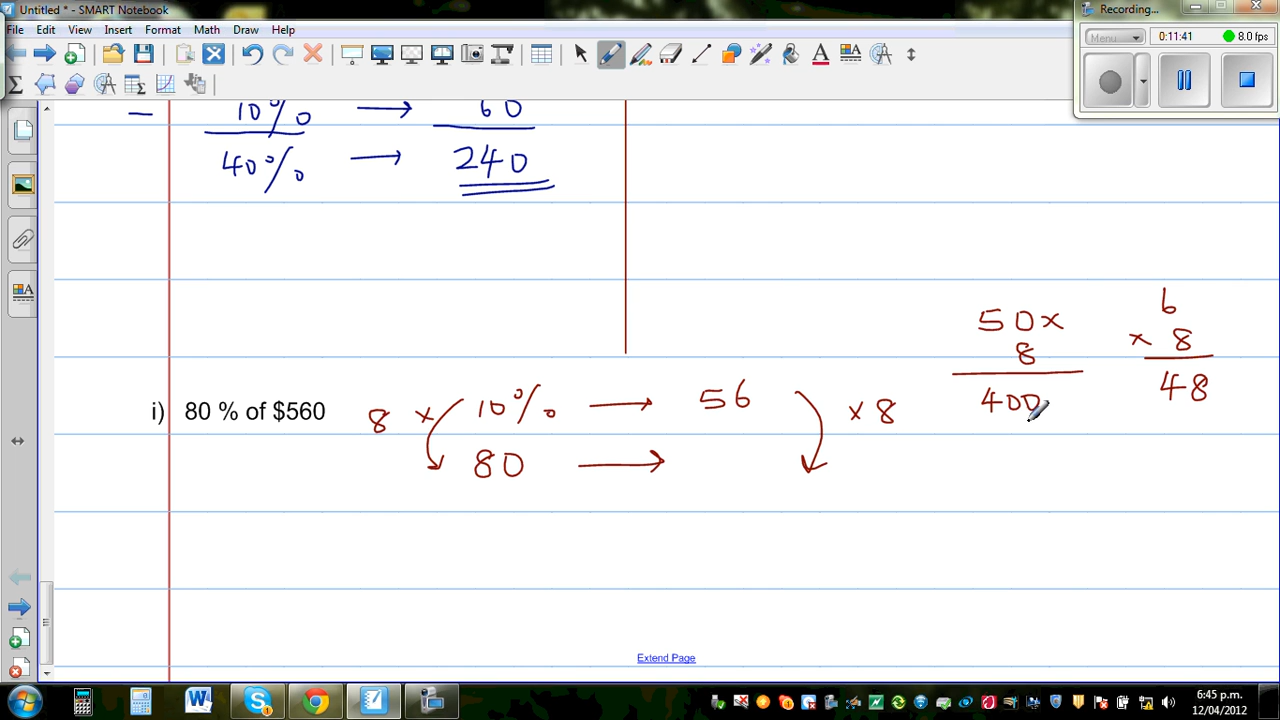 Untitled * - SMART Notebook
Recording...
File Edit View Insert Format Math Draw Help
Menu
0:11:41
8.0 fps
— 10% → 60
40% → 240
50 ×
8
400
6
× 8
48
i) 80 % of $560
8 × 10% → 56 × 8
80 →
Extend Page
6:45 p.m.
12/04/2012